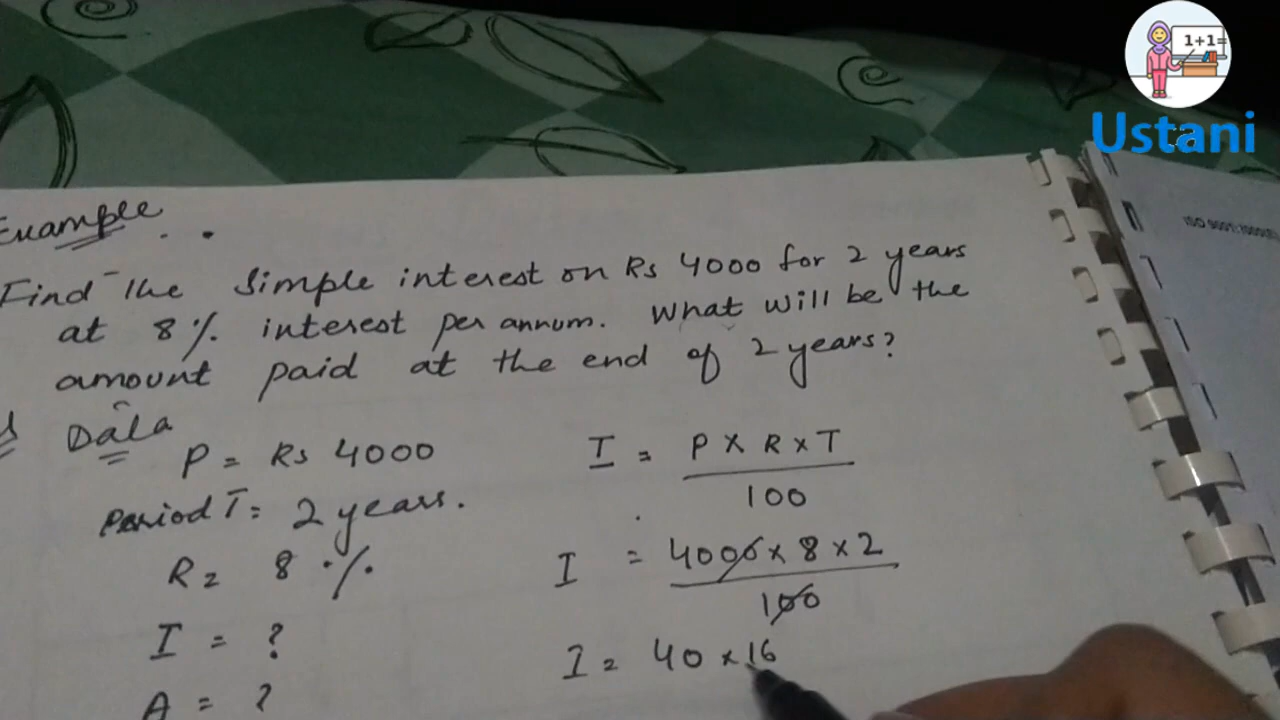 1+1=
Ustani
ISO 9001:
Example
Find the Simple interest on Rs 4000 for 2 years
at 8% interest per annum. What will be the
amount paid at the end of 2 years?
Data
P = Rs 4000
Period T = 2 years.
R = 8 %
I = ?
A = ?
I = P × R × T
100
I = 4000 × 8 × 2
100
I = 40 × 16